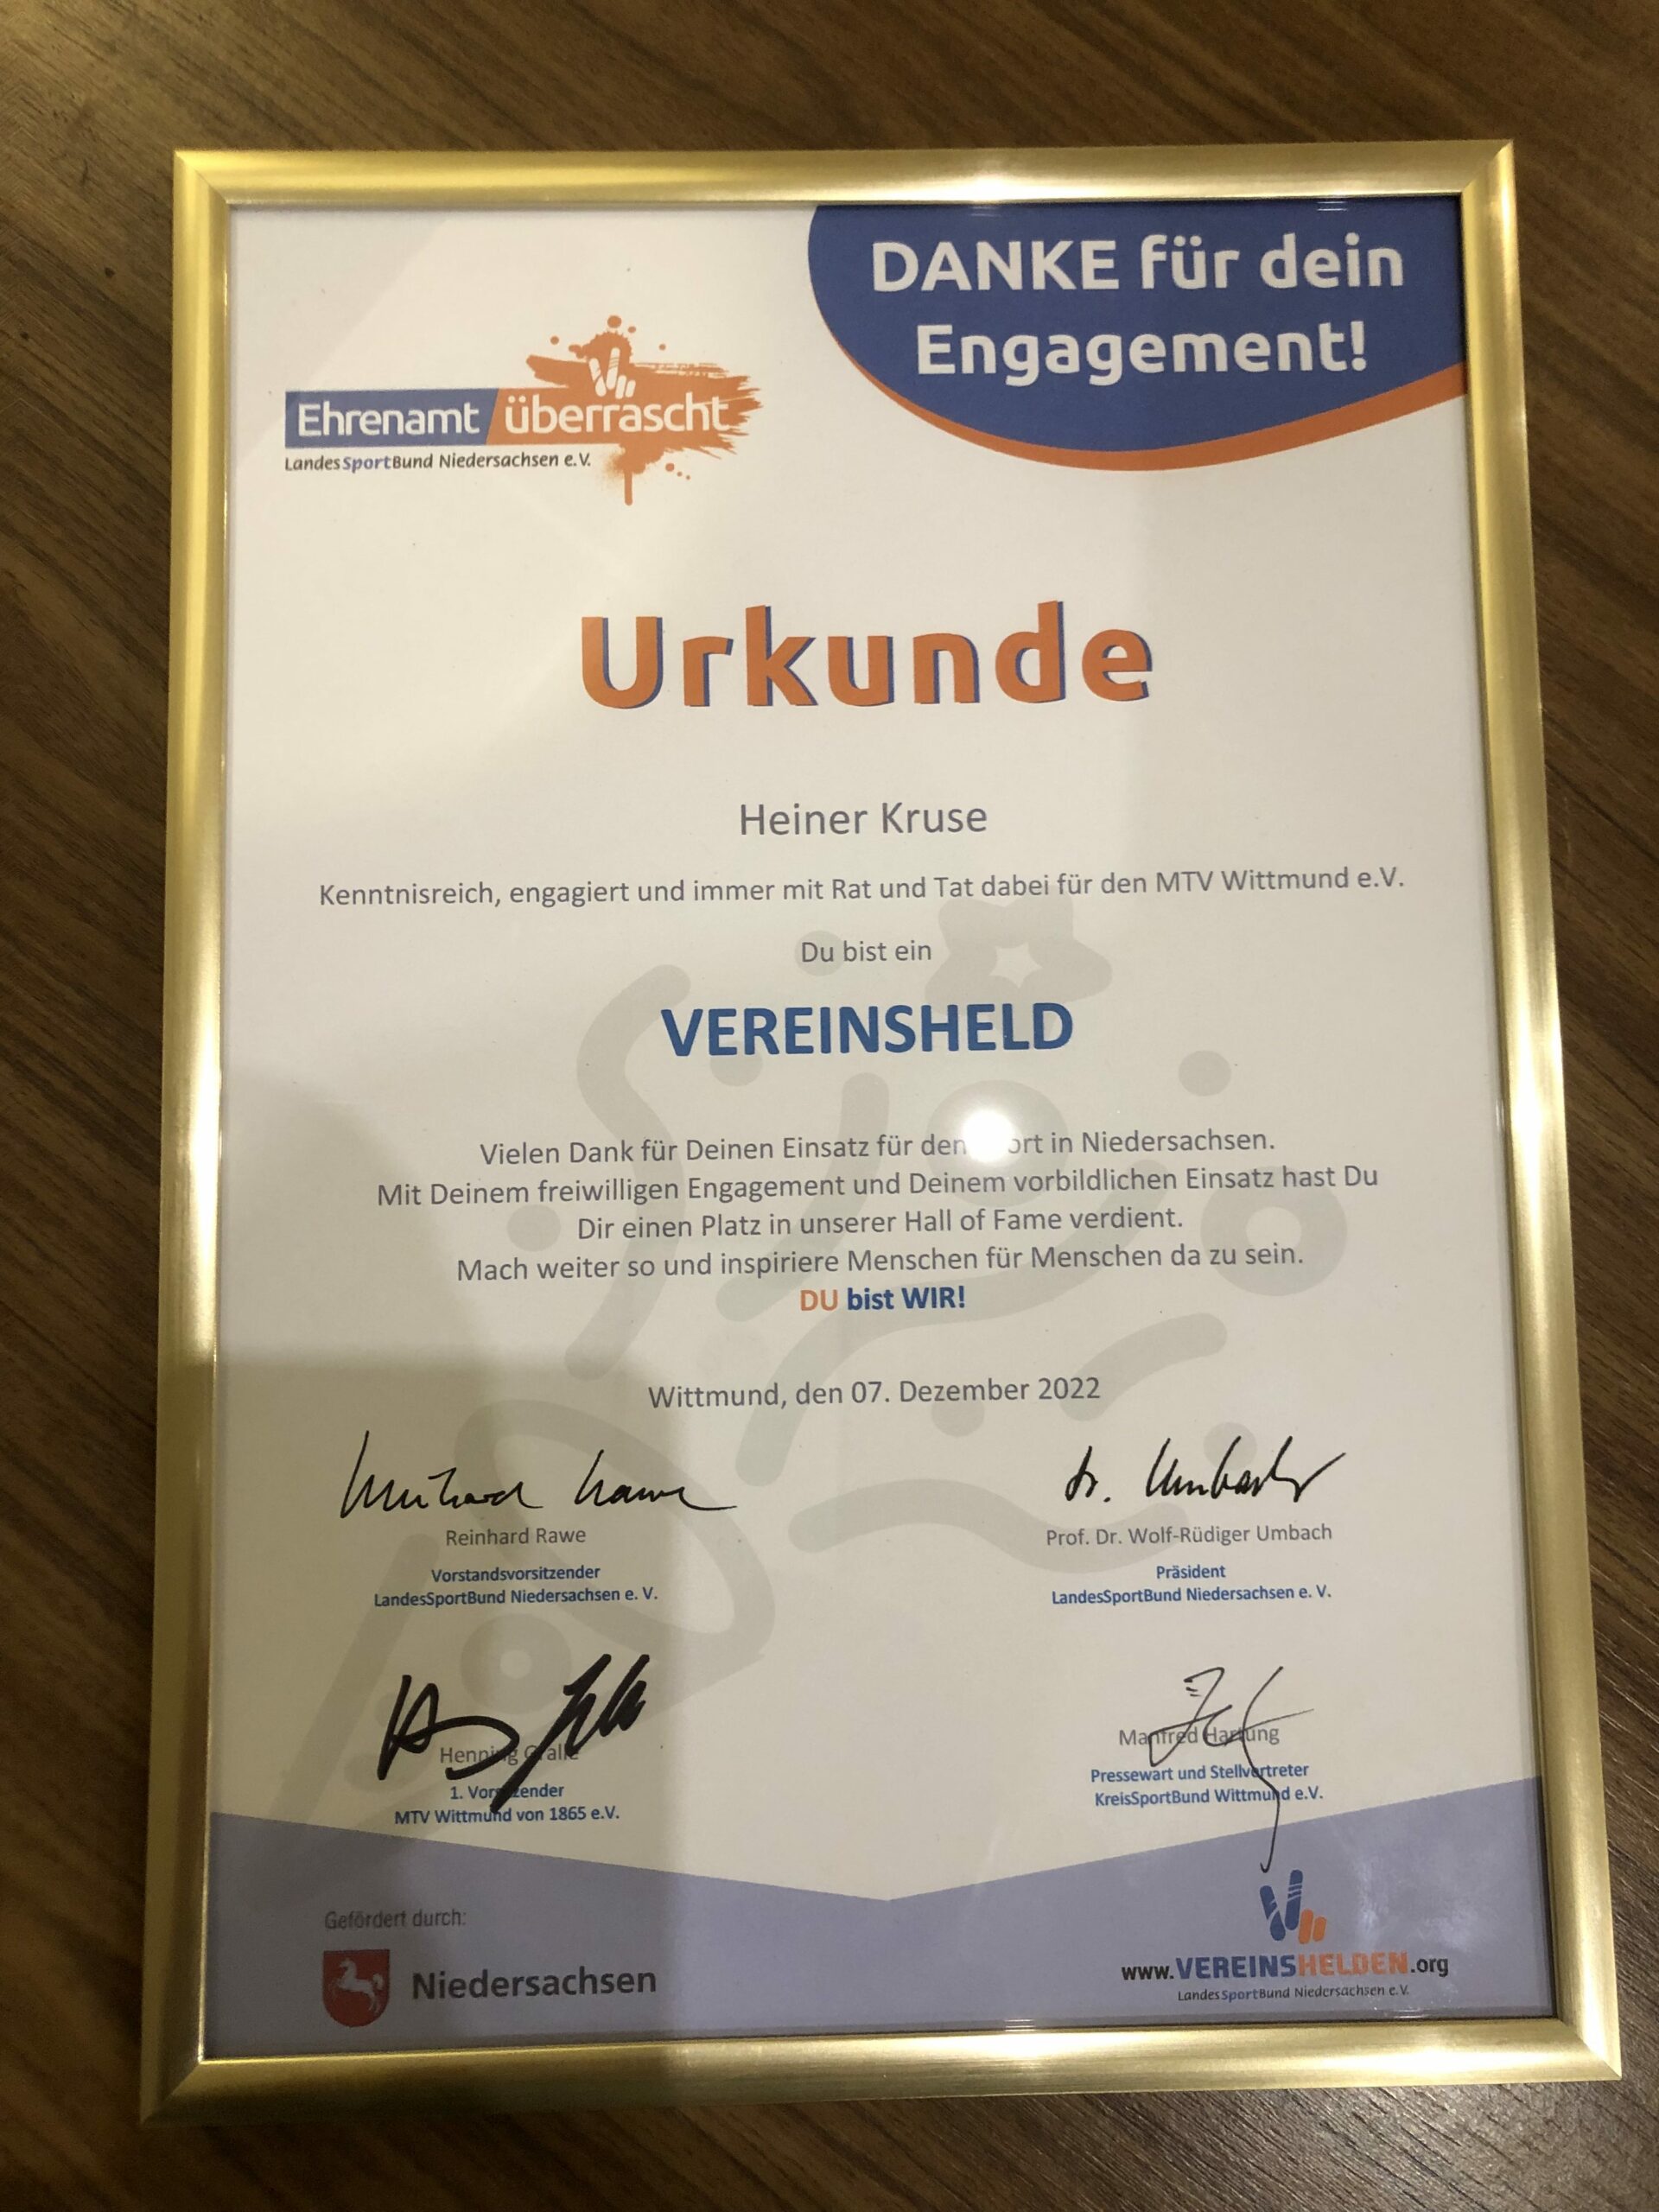 DANKE für dein
Engagement!
Ehrenamt überrascht
LandesSportBund Niedersachsen e.V.
Urkunde
Heiner Kruse
Kenntnisreich, engagiert und immer mit Rat und Tat dabei für den MTV Wittmund e.V.
Du bist ein
VEREINSHELD
Vielen Dank für Deinen Einsatz für den in Niedersachsen.
Mit Deinem freiwilligen Engagement und Deinem vorbildlichen Einsatz hast Du
Dir einen Platz in unserer Hall of Fame verdient.
Mach weiter so und inspiriere Menschen für Menschen da zu sein.
DU bist WIR!
Wittmund, den 07. Dezember 2022
Reinhard Rawe
Vorstandsvorsitzender
LandesSportBund Niedersachsen e. V.
Dr. Umbach
Prof. Dr. Wolf-Rüdiger Umbach
Präsident
LandesSportBund Niedersachsen e. V.
Henning
1. Vorsitzender
MTV Wittmund von 1865 e.V.
Manfred Hartung
Pressewart und Stellvertreter
KreisSportBund Wittmund e.V.
Gefördert durch:
Niedersachsen
www.VEREINSHELDEN.org
LandesSportBund Niedersachsen e.V.